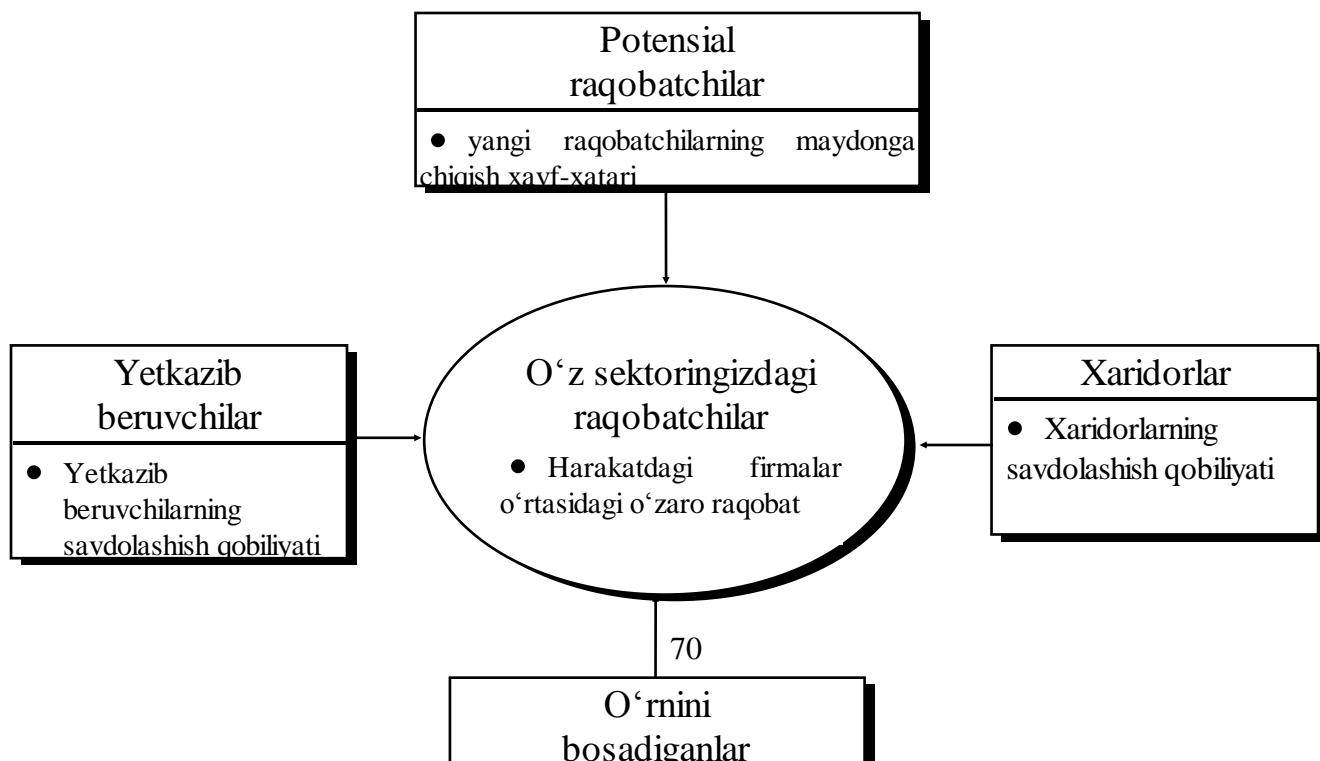 Potensial
raqobatchilar
● yangi raqobatchilarning maydonga
chiqish xavf-xatari
Yetkazib
beruvchilar
● Yetkazib
beruvchilarning
savdolashish qobiliyati
O‘z sektoringizdagi
raqobatchilar
● Harakatdagi firmalar
o‘rtasidagi o‘zaro raqobat
Xaridorlar
● Xaridorlarning
savdolashish qobiliyati
70
O‘rnini
bosadiganlar